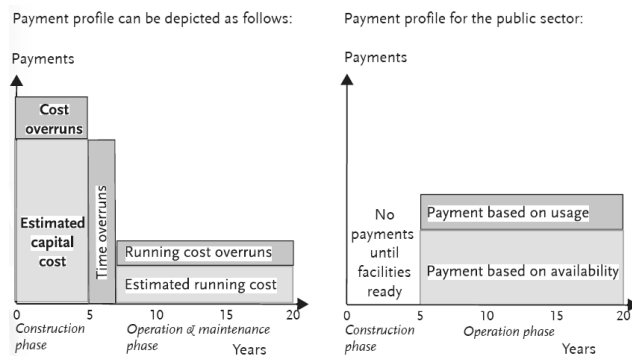 Payment profile can be depicted as follows:
Payments
Cost
overruns
Estimated
capital
cost
Time overruns
Running cost overruns
Estimated running cost
0 5 10 15 20
Construction
phase
Operation & maintenance
phase
Years
Payment profile for the public sector:
Payments
No
payments
until
facilities
ready
Payment based on usage
Payment based on availability
0 5 10 15 20
Construction
phase
Operation phase
Years